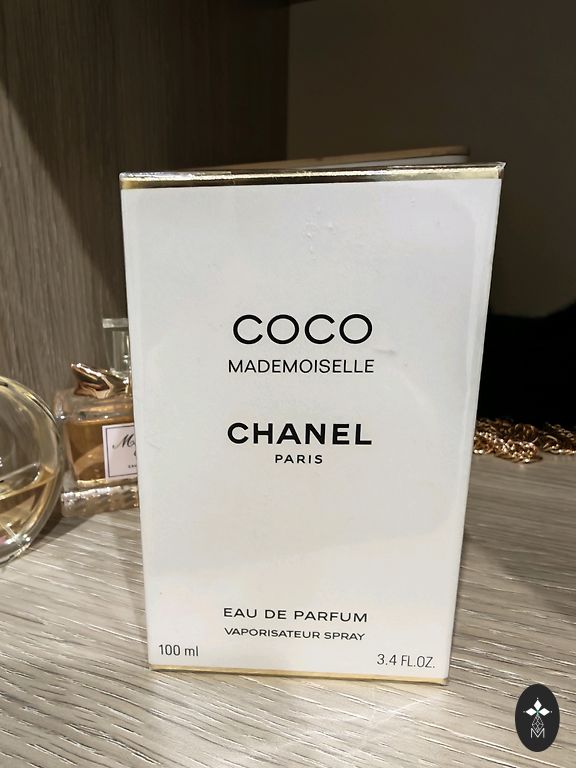 COCO
MADEMOISELLE
CHANEL
PARIS
EAU DE PARFUM
VAPORISATEUR SPRAY
100 ml
3.4 FL.OZ.
M